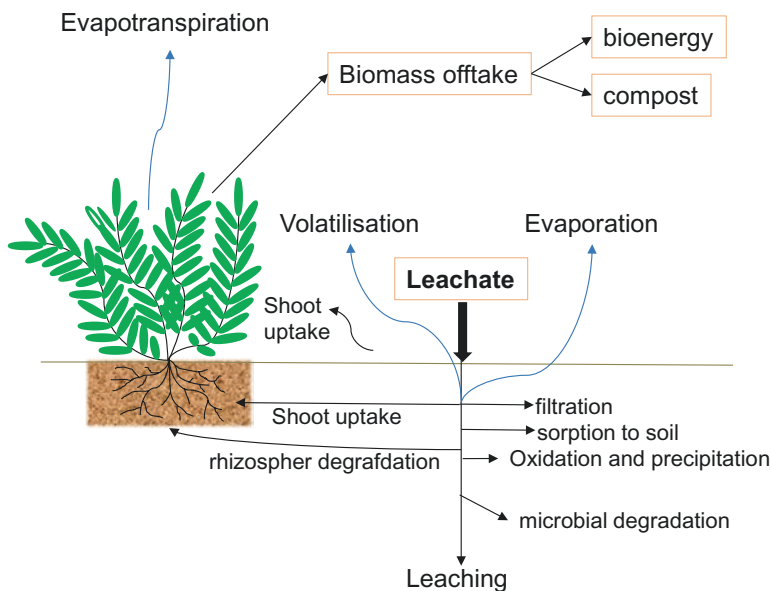 Evapotranspiration
Biomass offtake
bioenergy
compost
Volatilisation
Evaporation
Leachate
Shoot
uptake
Shoot uptake
filtration
sorption to soil
rhizospher degrafdation
Oxidation and precipitation
microbial degradation
Leaching